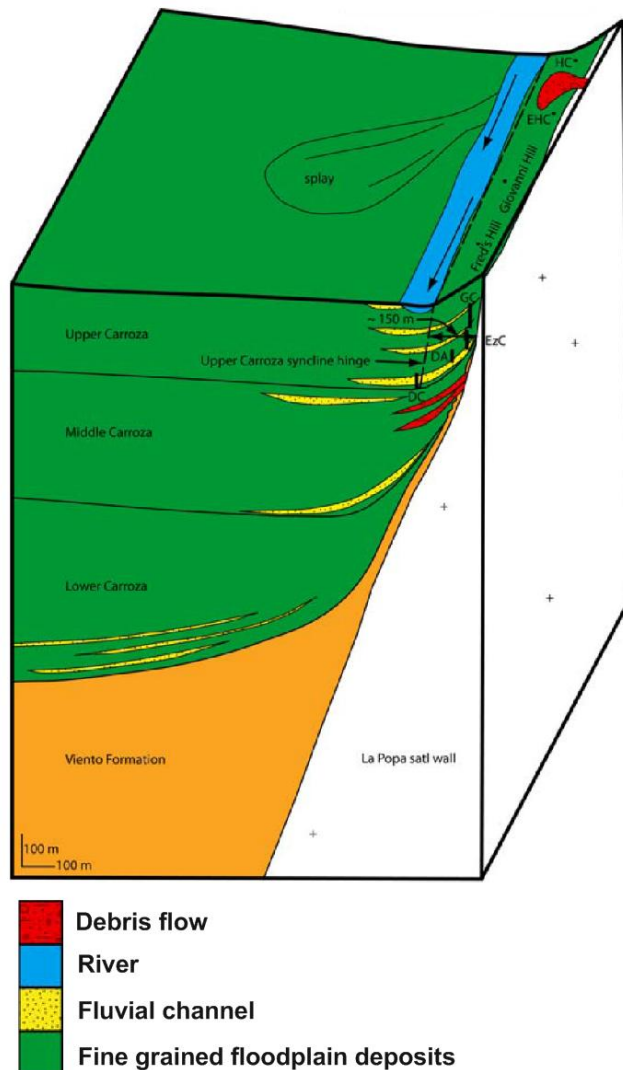 HC
EHC
splay
Giovanni Hill
Fred's Hill
GC
~ 150 m
EzC
Upper Carroza
DA
Upper Carroza syncline hinge
DC
Middle Carroza
Lower Carroza
Viento Formation
La Popa satl wall
100 m
100 m
Debris flow
River
Fluvial channel
Fine grained floodplain deposits